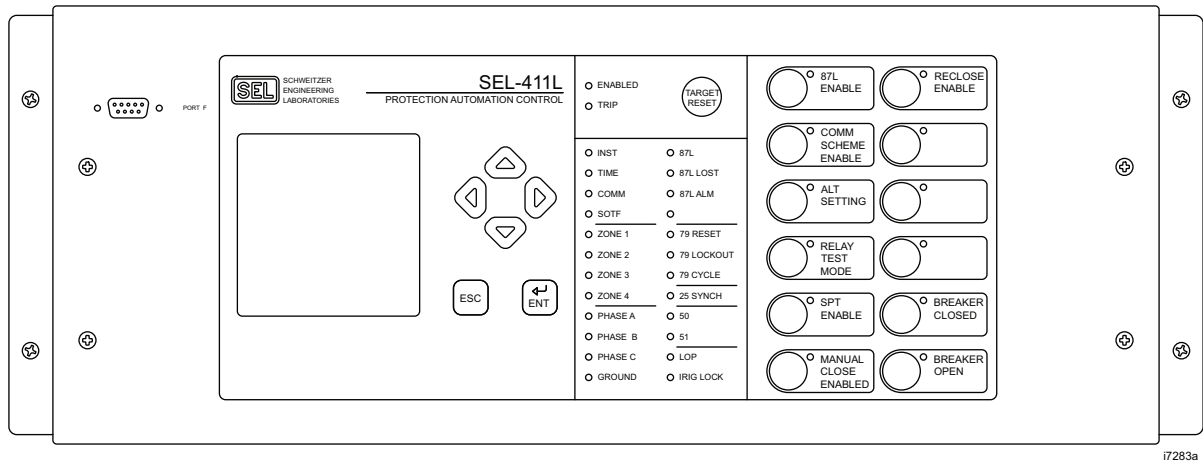 PORT F
SEL
SCHWEITZER
ENGINEERING
LABORATORIES
SEL-411L
PROTECTION AUTOMATION CONTROL
ESC
ENT
ENABLED
TRIP
TARGET
RESET
INST
TIME
COMM
SOTF
ZONE 1
ZONE 2
ZONE 3
ZONE 4
PHASE A
PHASE B
PHASE C
GROUND
87L
87L LOST
87L ALM
79 RESET
79 LOCKOUT
79 CYCLE
25 SYNCH
50
51
LOP
IRIG LOCK
87L
ENABLE
COMM
SCHEME
ENABLE
ALT
SETTING
RELAY
TEST
MODE
SPT
ENABLE
MANUAL
CLOSE
ENABLED
RECLOSE
ENABLE
BREAKER
CLOSED
BREAKER
OPEN
i7283a